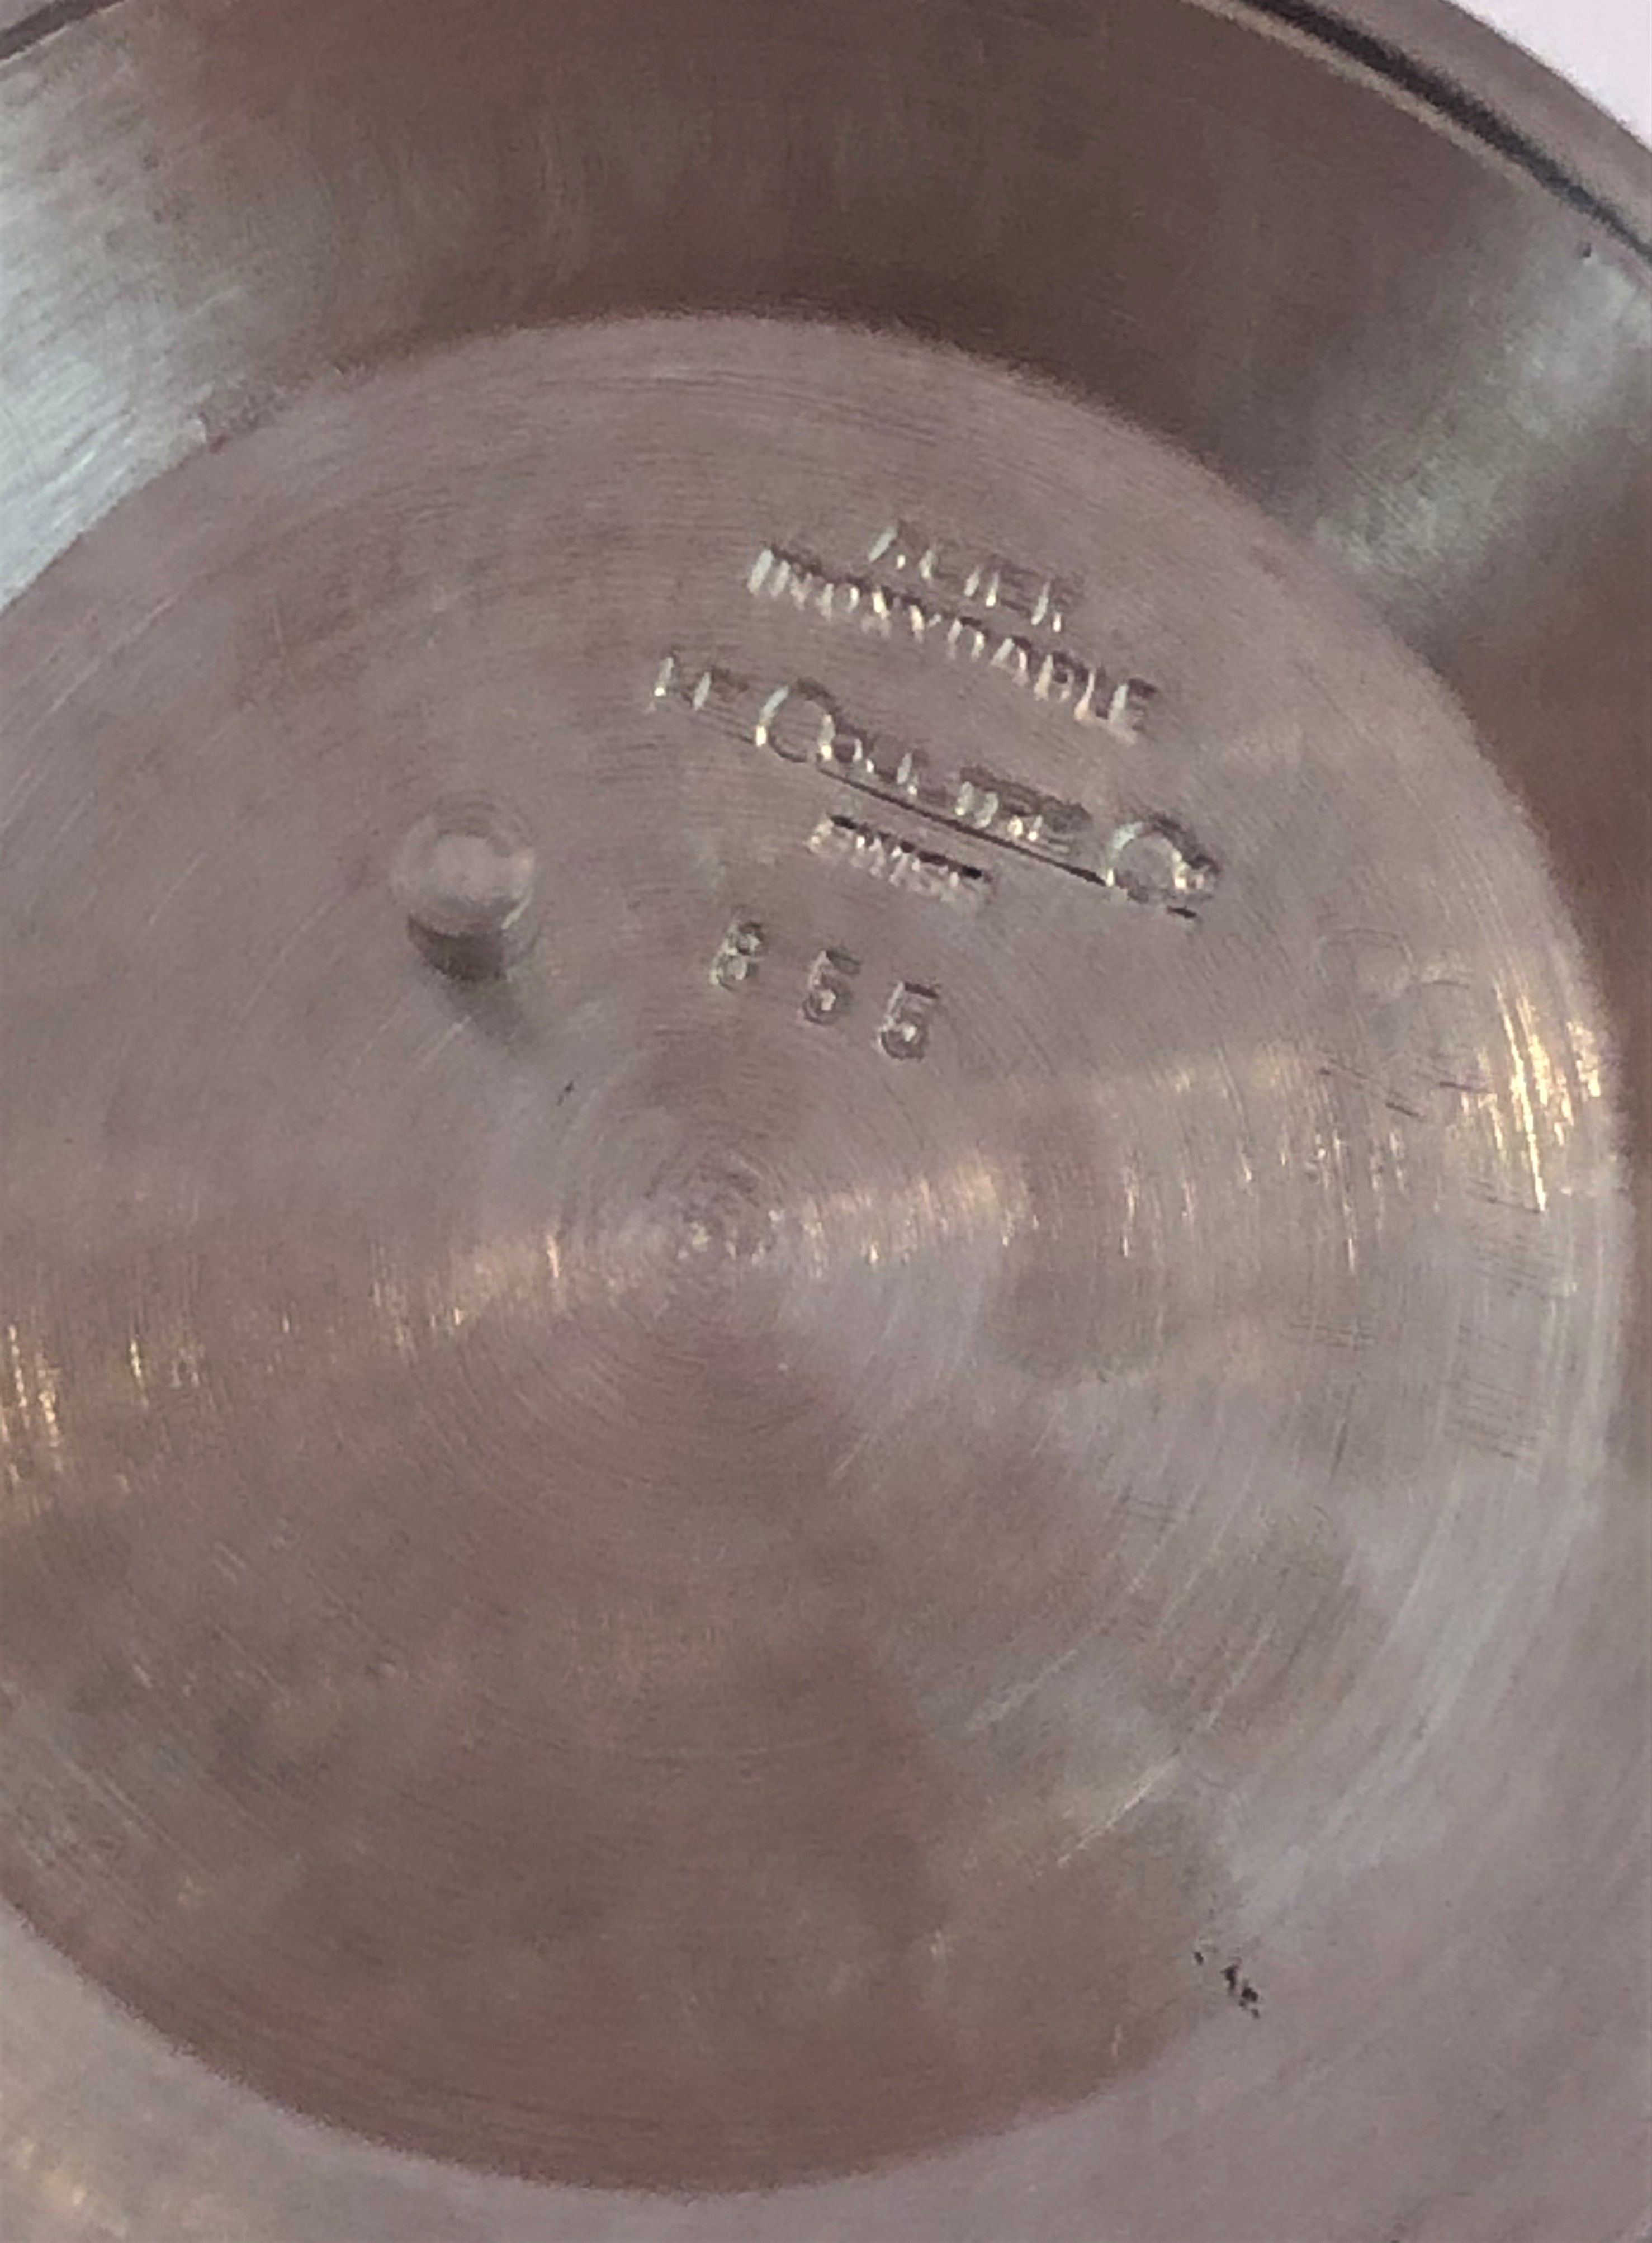 ACIER
INOXYDABLE
LECOULTRE Co
SWISS
655